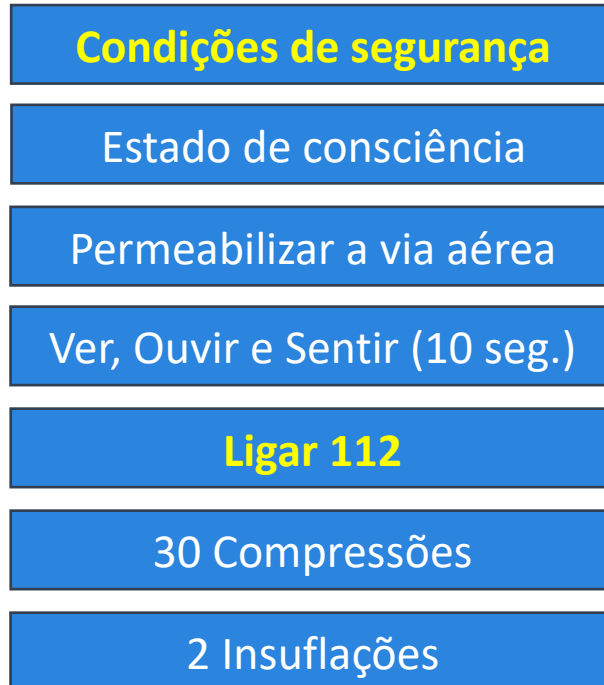 Condições de segurança
Estado de consciência
Permeabilizar a via aérea
Ver, Ouvir e Sentir (10 seg.)
Ligar 112
30 Compressões
2 Insuflações